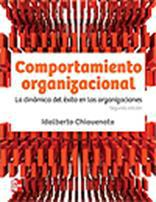 Comportamiento
organizacional
La dinámica del éxito en las organizaciones
Segunda edición
Idalberto Chiavenato